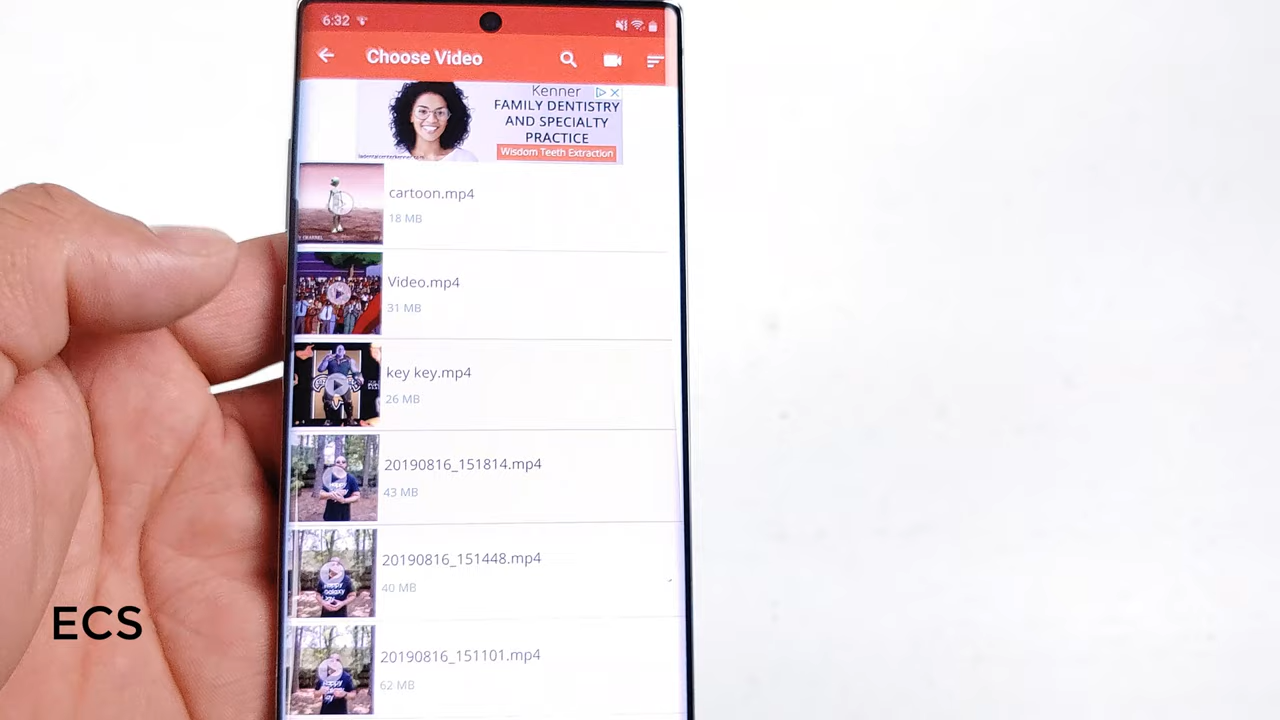 6:32
Choose Video
Kenner
FAMILY DENTISTRY
AND SPECIALTY
PRACTICE
Wisdom Teeth Extraction
cartoon.mp4
18 MB
Video.mp4
31 MB
key key.mp4
26 MB
20190816_151814.mp4
43 MB
20190816_151448.mp4
40 MB
20190816_151101.mp4
62 MB
ECS